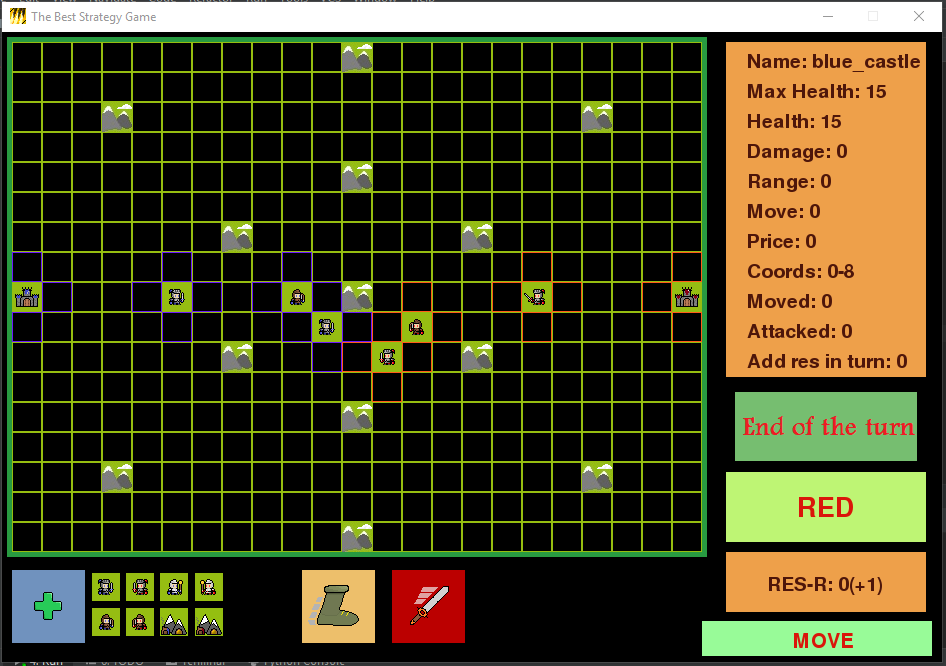 The Best Strategy Game
Name: blue_castle
Max Health: 15
Health: 15
Damage: 0
Range: 0
Move: 0
Price: 0
Coords: 0-8
Moved: 0
Attacked: 0
Add res in turn: 0
End of the turn
RED
RES-R: 0(+1)
MOVE